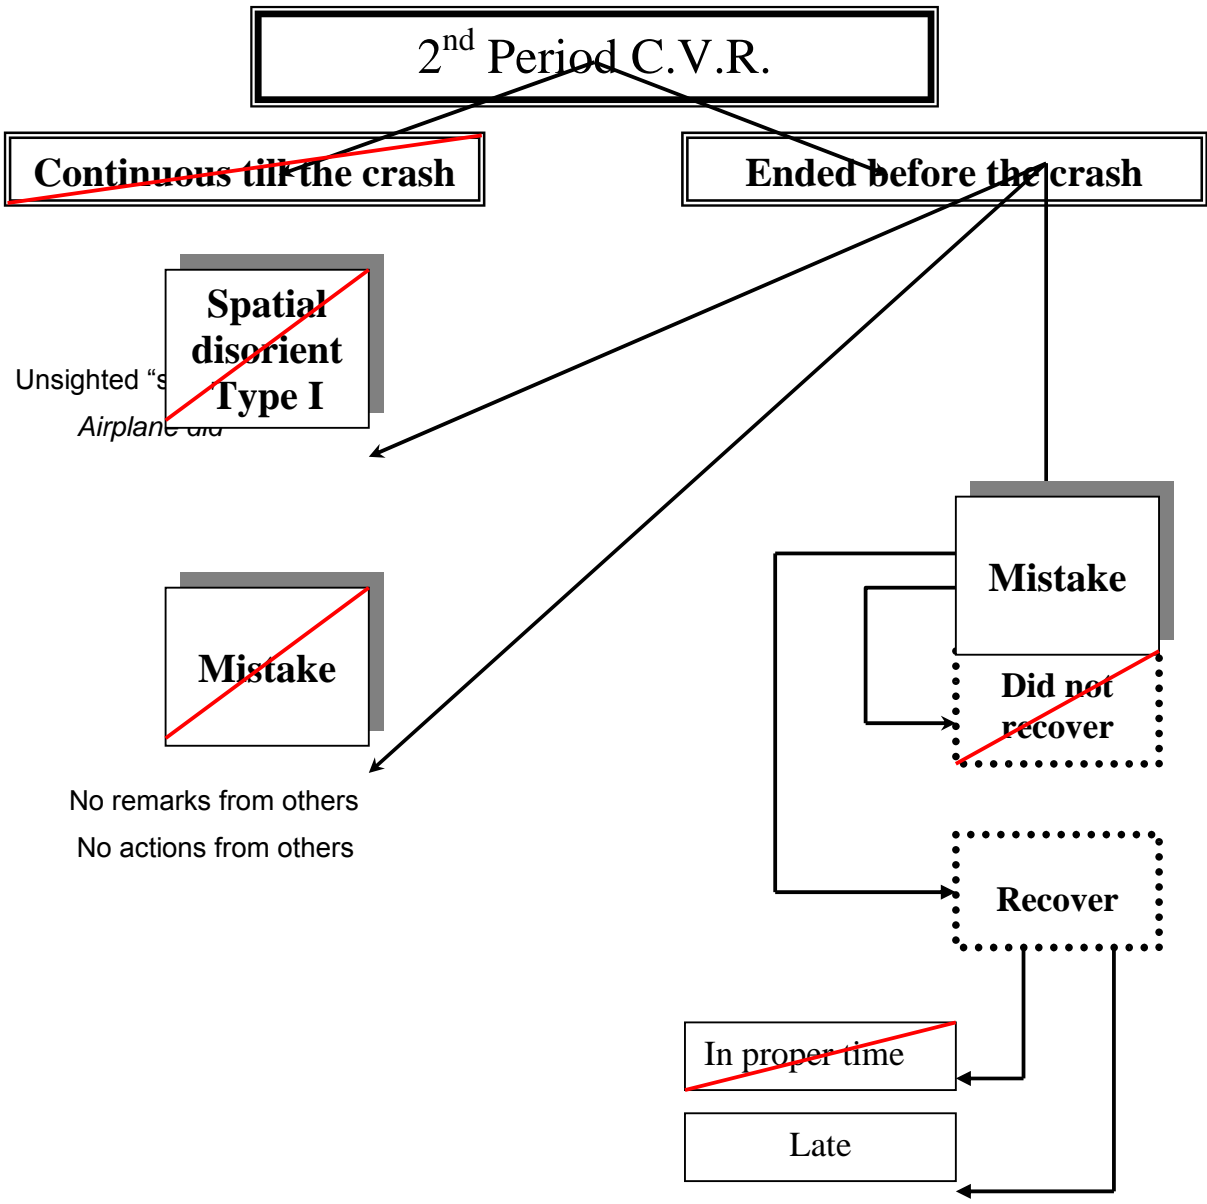 2nd Period C.V.R.
Continuous till the crash
Ended before the crash
Spatial
disorient
Type I
Unsighted
Airplane did
Mistake
Mistake
Did not
recover
No remarks from others
No actions from others
Recover
In proper time
Late